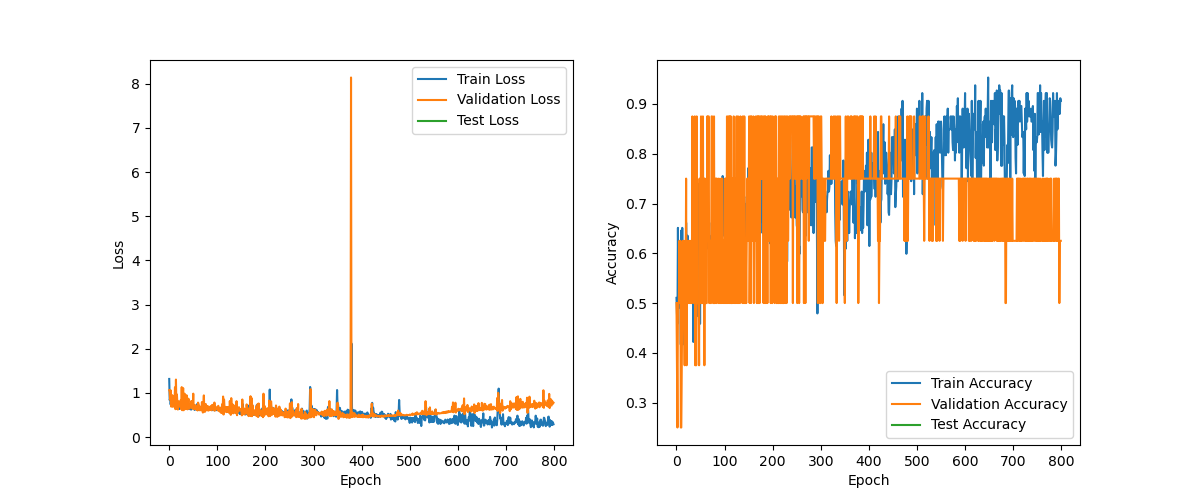 8
7
6
5
4
3
2
1
0
Loss
0 100 200 300 400 500 600 700 800
Epoch
Train Loss
Validation Loss
Test Loss
0.9
0.8
0.7
0.6
0.5
0.4
0.3
Accuracy
0 100 200 300 400 500 600 700 800
Epoch
Train Accuracy
Validation Accuracy
Test Accuracy